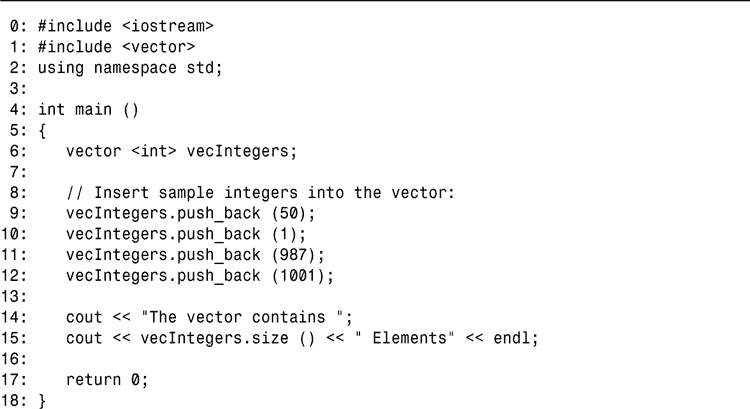 0: #include <iostream>
1: #include <vector>
2: using namespace std;
3:
4: int main ()
5: {
6:    vector <int> vecIntegers;
7:
8:    // Insert sample integers into the vector:
9:    vecIntegers.push_back (50);
10:    vecIntegers.push_back (1);
11:    vecIntegers.push_back (987);
12:    vecIntegers.push_back (1001);
13:
14:    cout << "The vector contains ";
15:    cout << vecIntegers.size () << " Elements" << endl;
16:
17:    return 0;
18: }